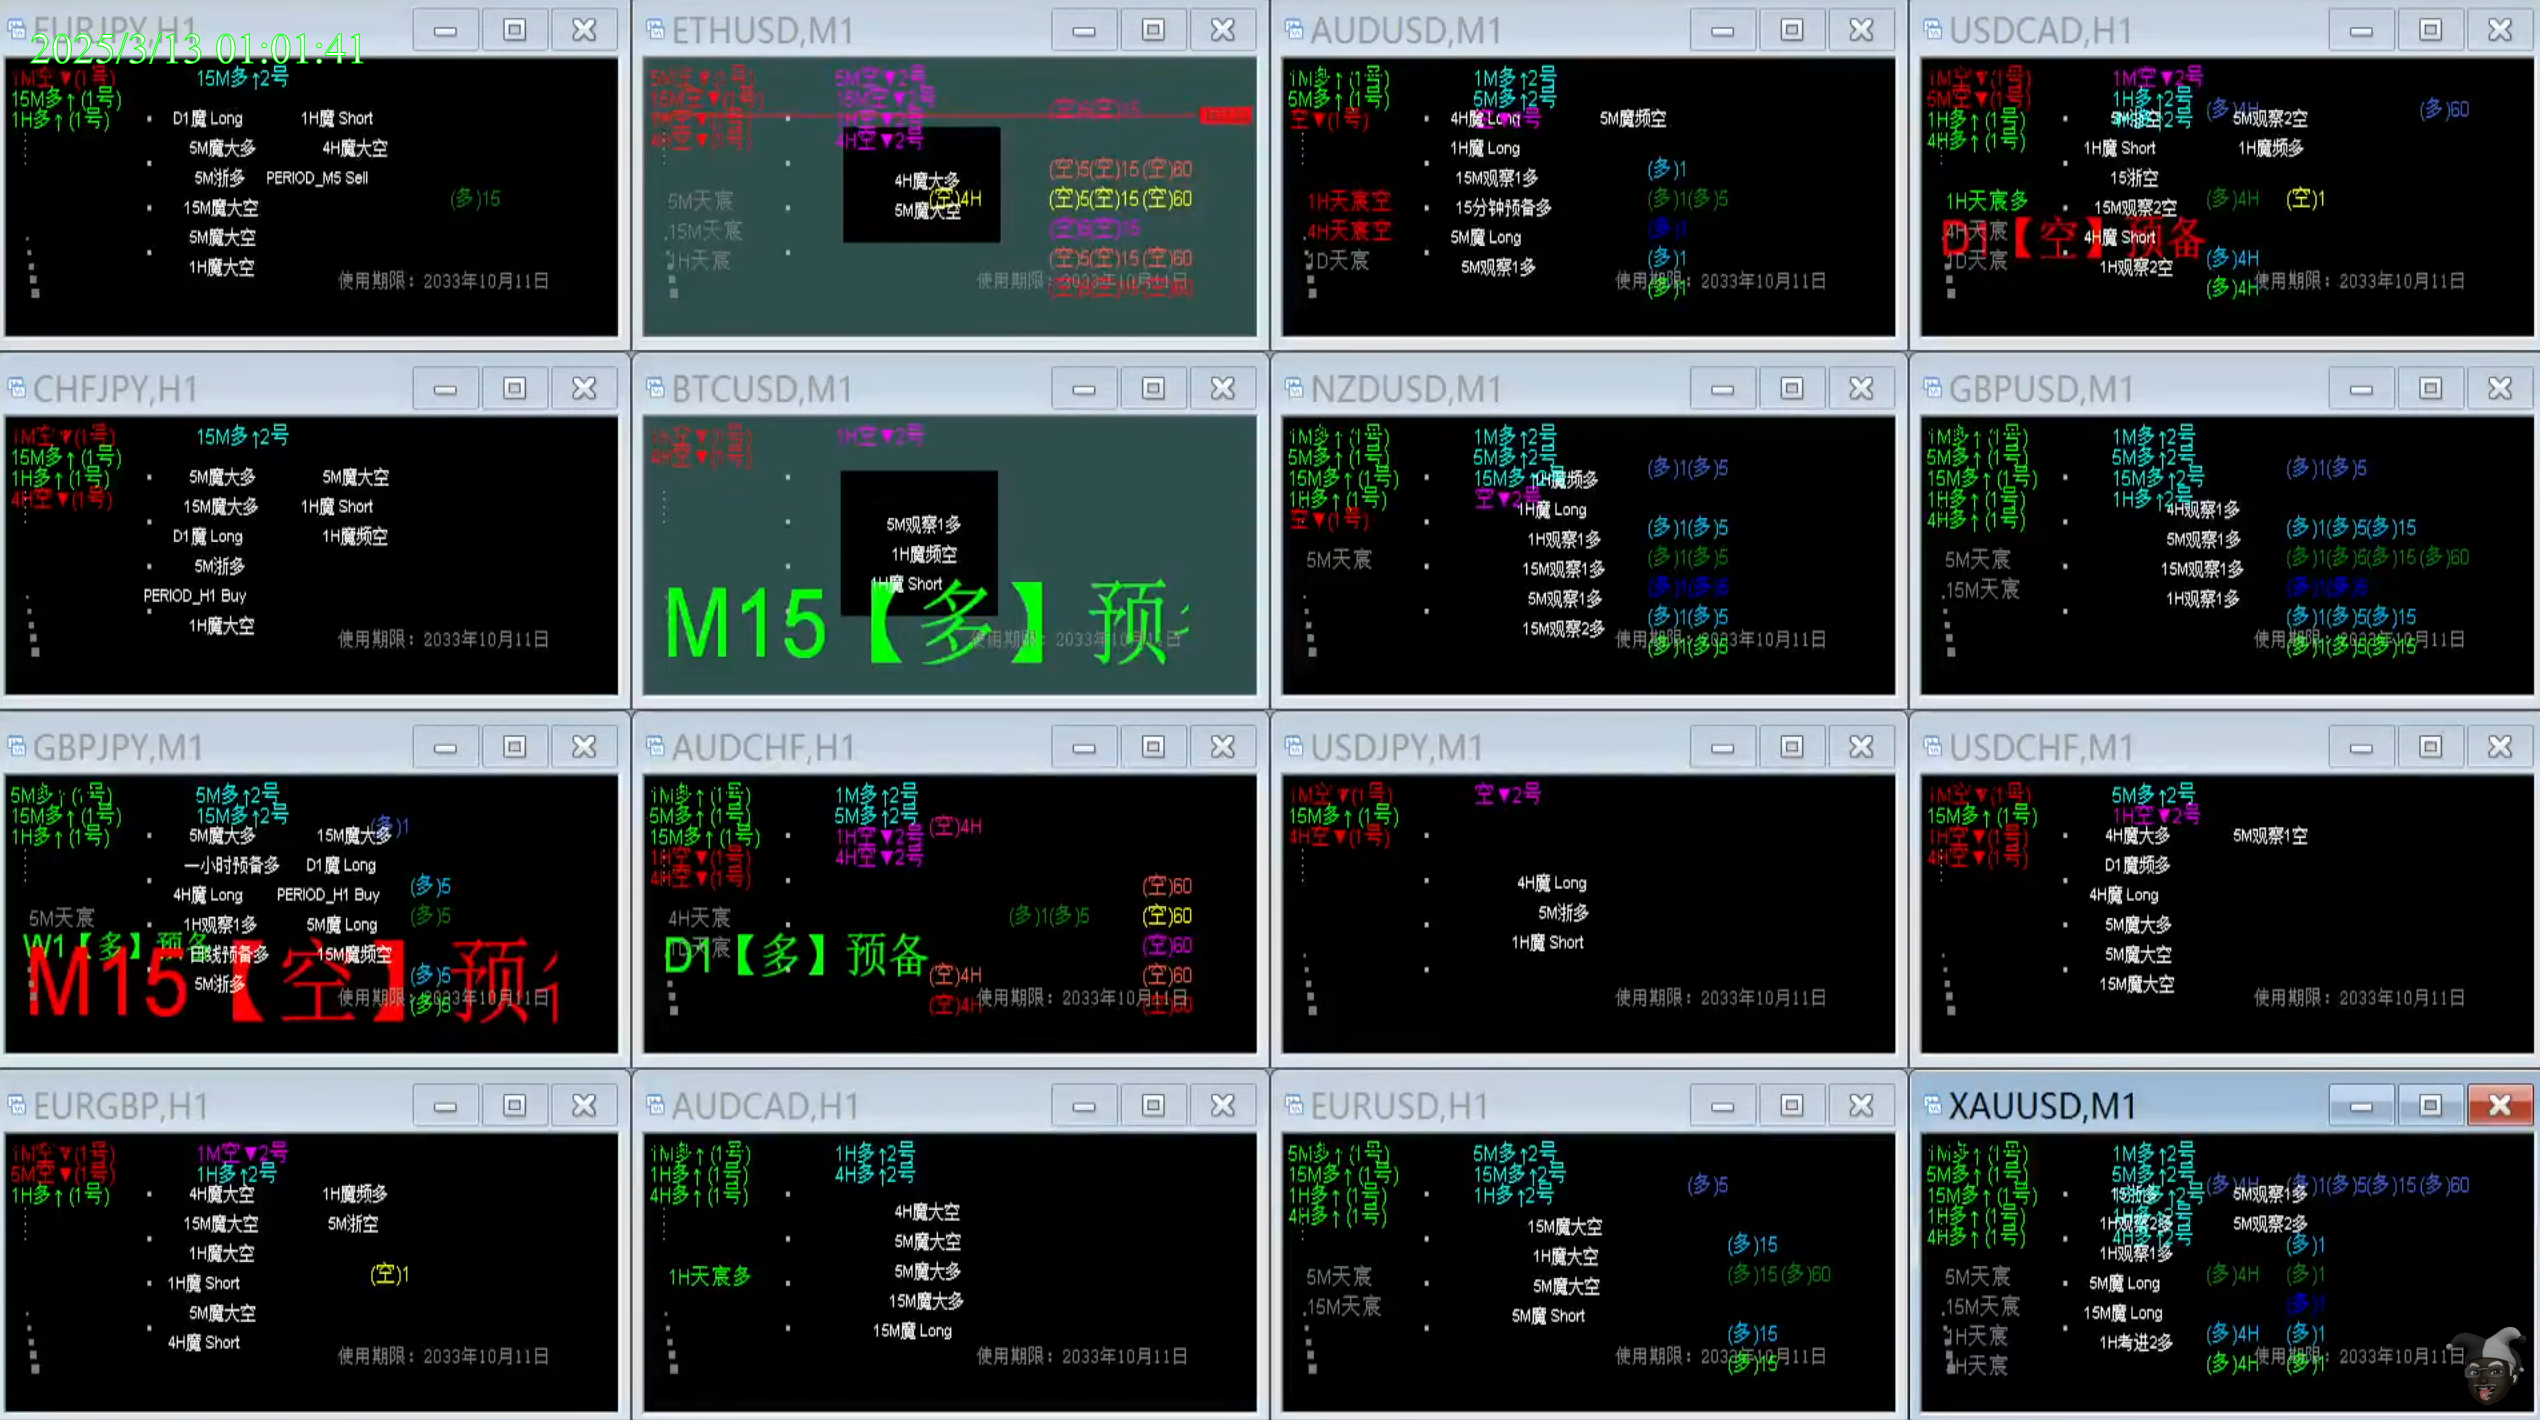 EURJPY,H1
2025/3/13 01:01:41
1M空▼(1号) 15M多↑2号
15M多↑(1号)
1H多↑(1号) D1魔 Long 1H魔 Short
5M魔大多 4H魔大空
5M浙多 PERIOD_M5 Sell
(多)15
15M魔大空
5M魔大空
1H魔大空
使用期限：2033年10月11日
ETHUSD,M1
5M空▼(1号) 5M空▼2号
15M空▼(1号) 15M空▼2号
1H空▼(1号) 1H空▼2号
4H空▼(1号) 4H空▼2号
(空)5(空)15(空)60
4H魔大多
5M天宸 (空)4H (空)5(空)15(空)60
5M魔大空
15M天宸
1H天宸 (空)5(空)15(空)60
使用期限：2033年10月11日
AUDUSD,M1
1M多↑(1号) 1M多↑2号
5M多↑(1号) 5M多↑2号
空▼(1号) 4H魔 Long 5M魔频空
1H魔 Long
(多)1
15M观察1多
1H天宸空 (多)1(多)5
15分钟预备多
4H天宸空 5M魔 Long (多)1
1D天宸 5M观察1多 (多)1
使用期限：2033年10月11日
(多)1
USDCAD,H1
1M空▼(1号) 1M空▼2号
5M空▼(1号) 1H多↑2号 (多)4H (多)60
1H多↑(1号) 5M观察2空
4H多↑(1号) 1H魔 Short 1H魔频多
15浙空
1H天宸多 15M观察2空 (多)4H (空)1
4H天宸 4H魔 Short
D1【空】预备
1D天宸 1H观察2空 (多)4H
(多)4H 使用期限：2033年10月11日
CHFJPY,H1
1M空▼(1号) 15M多↑2号
15M多↑(1号)
1H多↑(1号) 5M魔大多 5M魔大空
4H空▼(1号) 15M魔大多 1H魔 Short
D1魔 Long 1H魔频空
5M浙多
PERIOD_H1 Buy
1H魔大空
使用期限：2033年10月11日
BTCUSD,M1
1H空▼(1号) 1H空▼2号
4H空▼(1号)
5M观察1多
1H魔频空
1H魔 Short
M15【多】预
使用期限：2033年10月11日
NZDUSD,M1
1M多↑(1号) 1M多↑2号
5M多↑(1号) 5M多↑2号 (多)1(多)5
15M多↑(1号) 15M多↑2号 1H魔频多
1H多↑(1号) 空▼2号
1H魔 Long
空▼(1号) (多)1(多)5
1H观察1多
5M天宸 (多)1(多)5
15M观察1多
(多)1(多)5
5M观察1多
(多)1(多)5
15M观察2多
使用期限：2033年10月11日
(多)1(多)5
GBPUSD,M1
1M多↑(1号) 1M多↑2号
5M多↑(1号) 5M多↑2号 (多)1(多)5
15M多↑(1号) 15M多↑2号
1H多↑(1号) 1H多↑2号
4H观察1多
4H多↑(1号) (多)1(多)5(多)15
5M观察1多
5M天宸 (多)1(多)5(多)15(多)60
15M观察1多
15M天宸 (多)1(多)5
1H观察1多
(多)1(多)5(多)15
使用期限：2033年10月11日
(多)1(多)5(多)15
GBPJPY,M1
5M多↑(1号) 5M多↑2号
15M多↑(1号) 15M多↑2号 (多)1
1H多↑(1号) 5M魔大多 15M魔大多
一小时预备多 D1魔 Long
4H魔 Long PERIOD_H1 Buy (多)5
5M天宸 1H观察1多 5M魔 Long (多)5
W1【多】预备
日线预备多 15M魔频空
M15【空】预
5M浙多 (多)5
使用期限：2033年10月11日
(多)5
AUDCHF,H1
1M多↑(1号) 1M多↑2号
5M多↑(1号) 5M多↑2号
15M多↑(1号) 1H空▼2号 (空)4H
1H空▼(1号) 4H空▼2号
4H空▼(1号) (空)60
4H天宸 (多)1(多)5 (空)60
1D天宸 (空)60
D1【多】预备
(空)4H (空)60
(空)4H 使用期限：2033年10月11日
(空)60
USDJPY,M1
1M空▼(1号) 空▼2号
15M多↑(1号)
4H空▼(1号)
4H魔 Long
5M浙多
1H魔 Short
使用期限：2033年10月11日
USDCHF,M1
1M空▼(1号) 5M多↑2号
15M多↑(1号) 1H空▼2号
1H空▼(1号) 4H魔大多 5M观察1空
4H空▼(1号) D1魔频多
4H魔 Long
5M魔大多
5M魔大空
15M魔大空
使用期限：2033年10月11日
EURGBP,H1
1M空▼(1号) 1M空▼2号
5M空▼(1号) 1H多↑2号
1H多↑(1号) 4H魔大空 1H魔频多
15M魔大空 5M浙空
1H魔大空
(空)1
1H魔 Short
5M魔大空
4H魔 Short
使用期限：2033年10月11日
AUDCAD,H1
1M多↑(1号) 1H多↑2号
1H多↑(1号) 4H多↑2号
4H多↑(1号)
4H魔大空
5M魔大空
1H天宸多 5M魔大多
15M魔大多
15M魔 Long
使用期限：2033年10月11日
EURUSD,H1
5M多↑(1号) 5M多↑2号
15M多↑(1号) 15M多↑2号
1H多↑(1号) 1H多↑2号 (多)5
4H多↑(1号) 15M魔大空
1H魔大空 (多)15
5M天宸 5M魔大空 (多)15(多)60
15M天宸 5M魔 Short
(多)15
使用期限：2033年10月11日
(多)15
XAUUSD,M1
1M多↑(1号) 1M多↑2号
5M多↑(1号) 5M多↑2号 (多)4H (多)1(多)5(多)15(多)60
15M多↑(1号) 15浙多 5M观察1多
1H多↑(1号) 1H观察2多 5M观察2多
4H多↑(1号) 4H多↑2号 (多)1
1H观察1多
5M天宸 5M魔 Long (多)4H (多)1
15M天宸 15M魔 Long (多)1
1H天宸 1H考进2多 (多)4H (多)1
4H天宸 (多)4H (多)1
使用期限：2033年10月11日